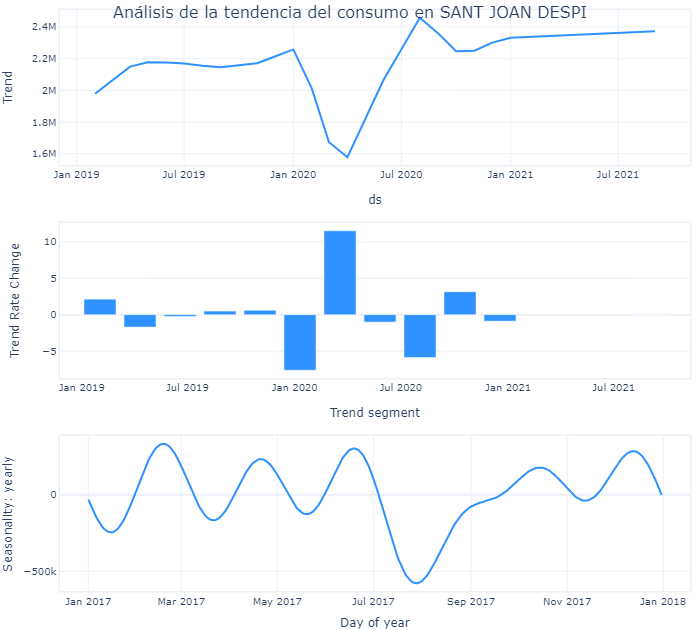 Análisis de la tendencia del consumo en SANT JOAN DESPI
2.4M
2.2M
2M
1.8M
1.6M
Trend
Jan 2019 Jul 2019 Jan 2020 Jul 2020 Jan 2021 Jul 2021
ds
10
5
0
−5
Trend Rate Change
Jan 2019 Jul 2019 Jan 2020 Jul 2020 Jan 2021 Jul 2021
Trend segment
0
−500k
Seasonality: yearly
Jan 2017 Mar 2017 May 2017 Jul 2017 Sep 2017 Nov 2017 Jan 2018
Day of year